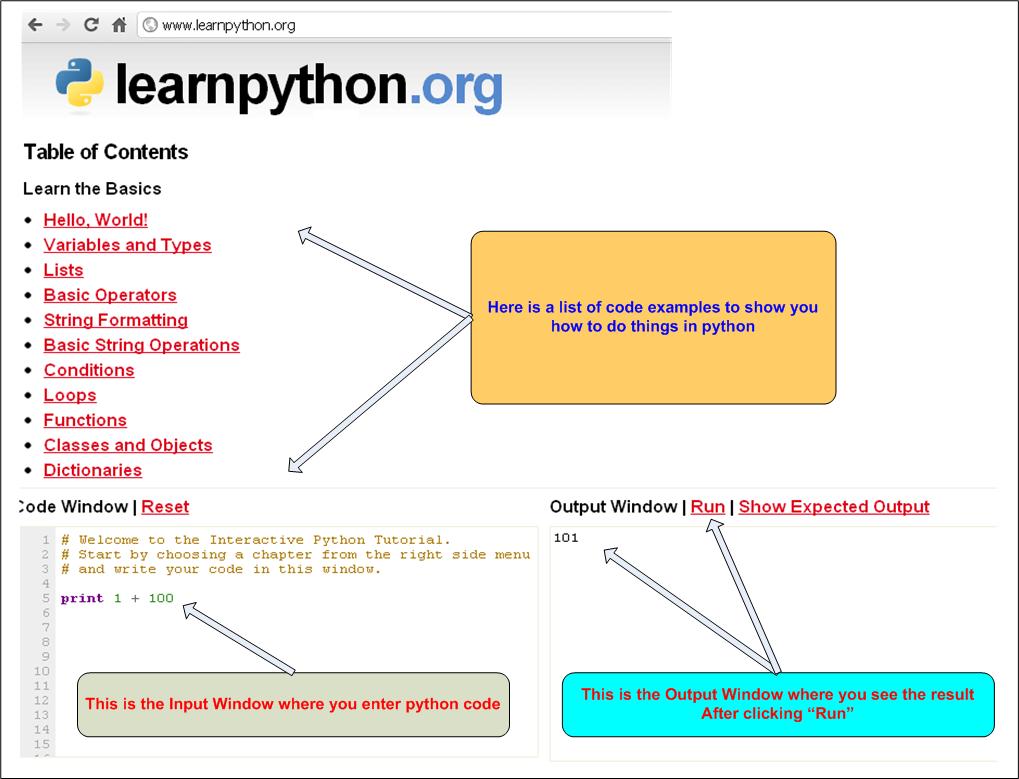 www.learnpython.org
learnpython.org
Table of Contents
Learn the Basics
Hello, World!
Variables and Types
Lists
Basic Operators
String Formatting
Basic String Operations
Conditions
Loops
Functions
Classes and Objects
Dictionaries
Here is a list of code examples to show you
how to do things in python
Code Window | Reset
1 # Welcome to the Interactive Python Tutorial.
2 # Start by choosing a chapter from the right side menu
3 # and write your code in this window.
4
5 print 1 + 100
6
7
8
9
10
11
12
13
14
15
This is the Input Window where you enter python code
Output Window | Run | Show Expected Output
101
This is the Output Window where you see the result
After clicking “Run”